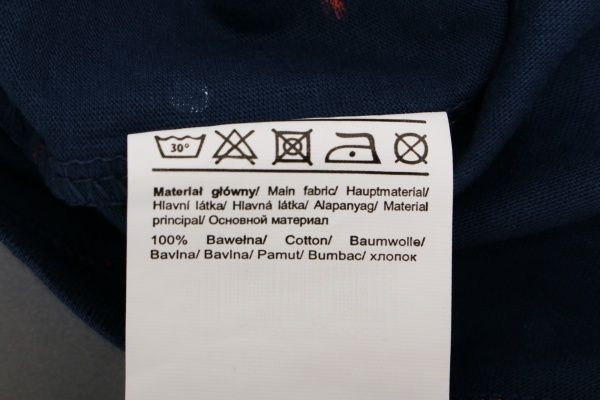 30°
Materiał główny/ Main fabric/ Hauptmaterial/
Hlavní látka/ Hlavná látka/ Alapanyag/ Material
principal/ Основной материал
100% Bawełna/ Cotton/ Baumwolle/
Bavlna/ Bavlna/ Pamut/ Bumbac/ хлопок